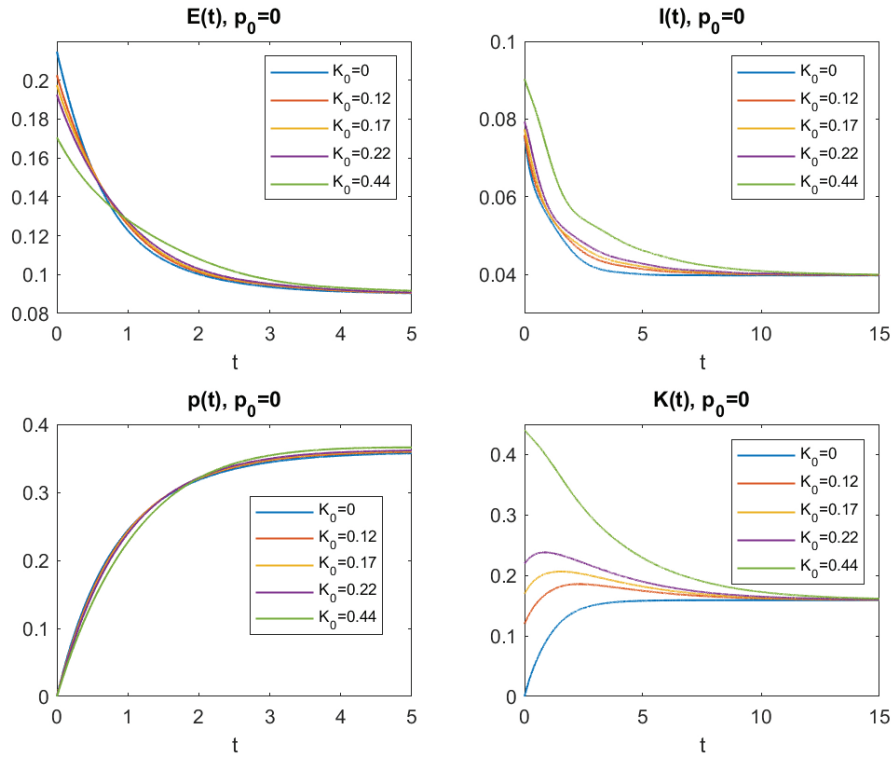 E(t), p0=0
0.2
0.18
0.16
0.14
0.12
0.1
0.08
0
1
2
3
4
5
t
K0=0
K0=0.12
K0=0.17
K0=0.22
K0=0.44
I(t), p0=0
0.1
0.08
0.06
0.04
0
5
10
15
t
K0=0
K0=0.12
K0=0.17
K0=0.22
K0=0.44
p(t), p0=0
0.4
0.3
0.2
0.1
0
0
1
2
3
4
5
t
K0=0
K0=0.12
K0=0.17
K0=0.22
K0=0.44
K(t), p0=0
0.4
0.3
0.2
0.1
0
0
5
10
15
t
K0=0
K0=0.12
K0=0.17
K0=0.22
K0=0.44